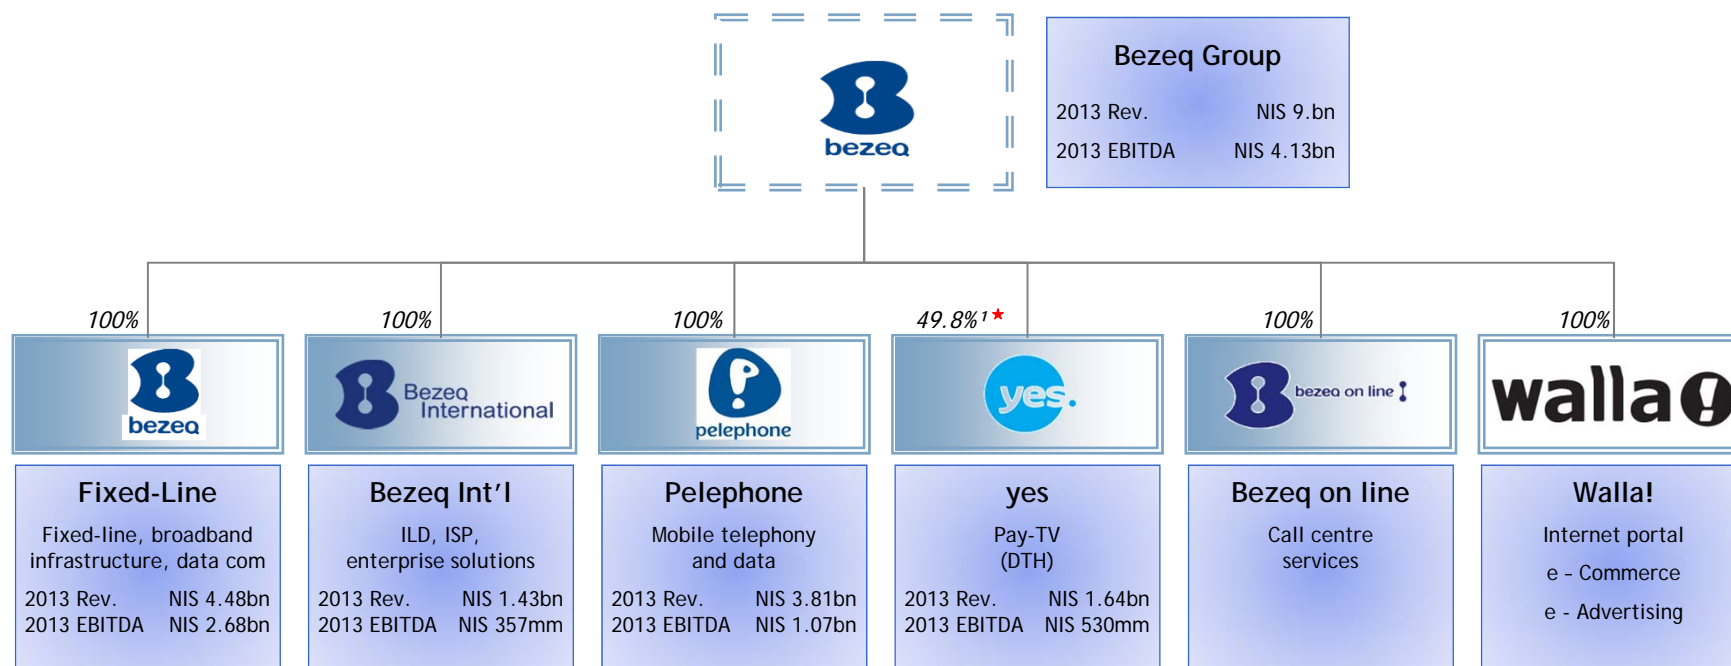 bezeq
Bezeq Group
2013 Rev. NIS 9.bn
2013 EBITDA NIS 4.13bn
100%
100%
100%
49.8%¹★
100%
100%
bezeq
Bezeq
International
pelephone
yes.
bezeq on line
walla!
Fixed-Line
Fixed-line, broadband
infrastructure, data com
2013 Rev. NIS 4.48bn
2013 EBITDA NIS 2.68bn
Bezeq Int'l
ILD, ISP,
enterprise solutions
2013 Rev. NIS 1.43bn
2013 EBITDA NIS 357mm
Pelephone
Mobile telephony
and data
2013 Rev. NIS 3.81bn
2013 EBITDA NIS 1.07bn
yes
Pay-TV
(DTH)
2013 Rev. NIS 1.64bn
2013 EBITDA NIS 530mm
Bezeq on line
Call centre
services
Walla!
Internet portal
e - Commerce
e - Advertising